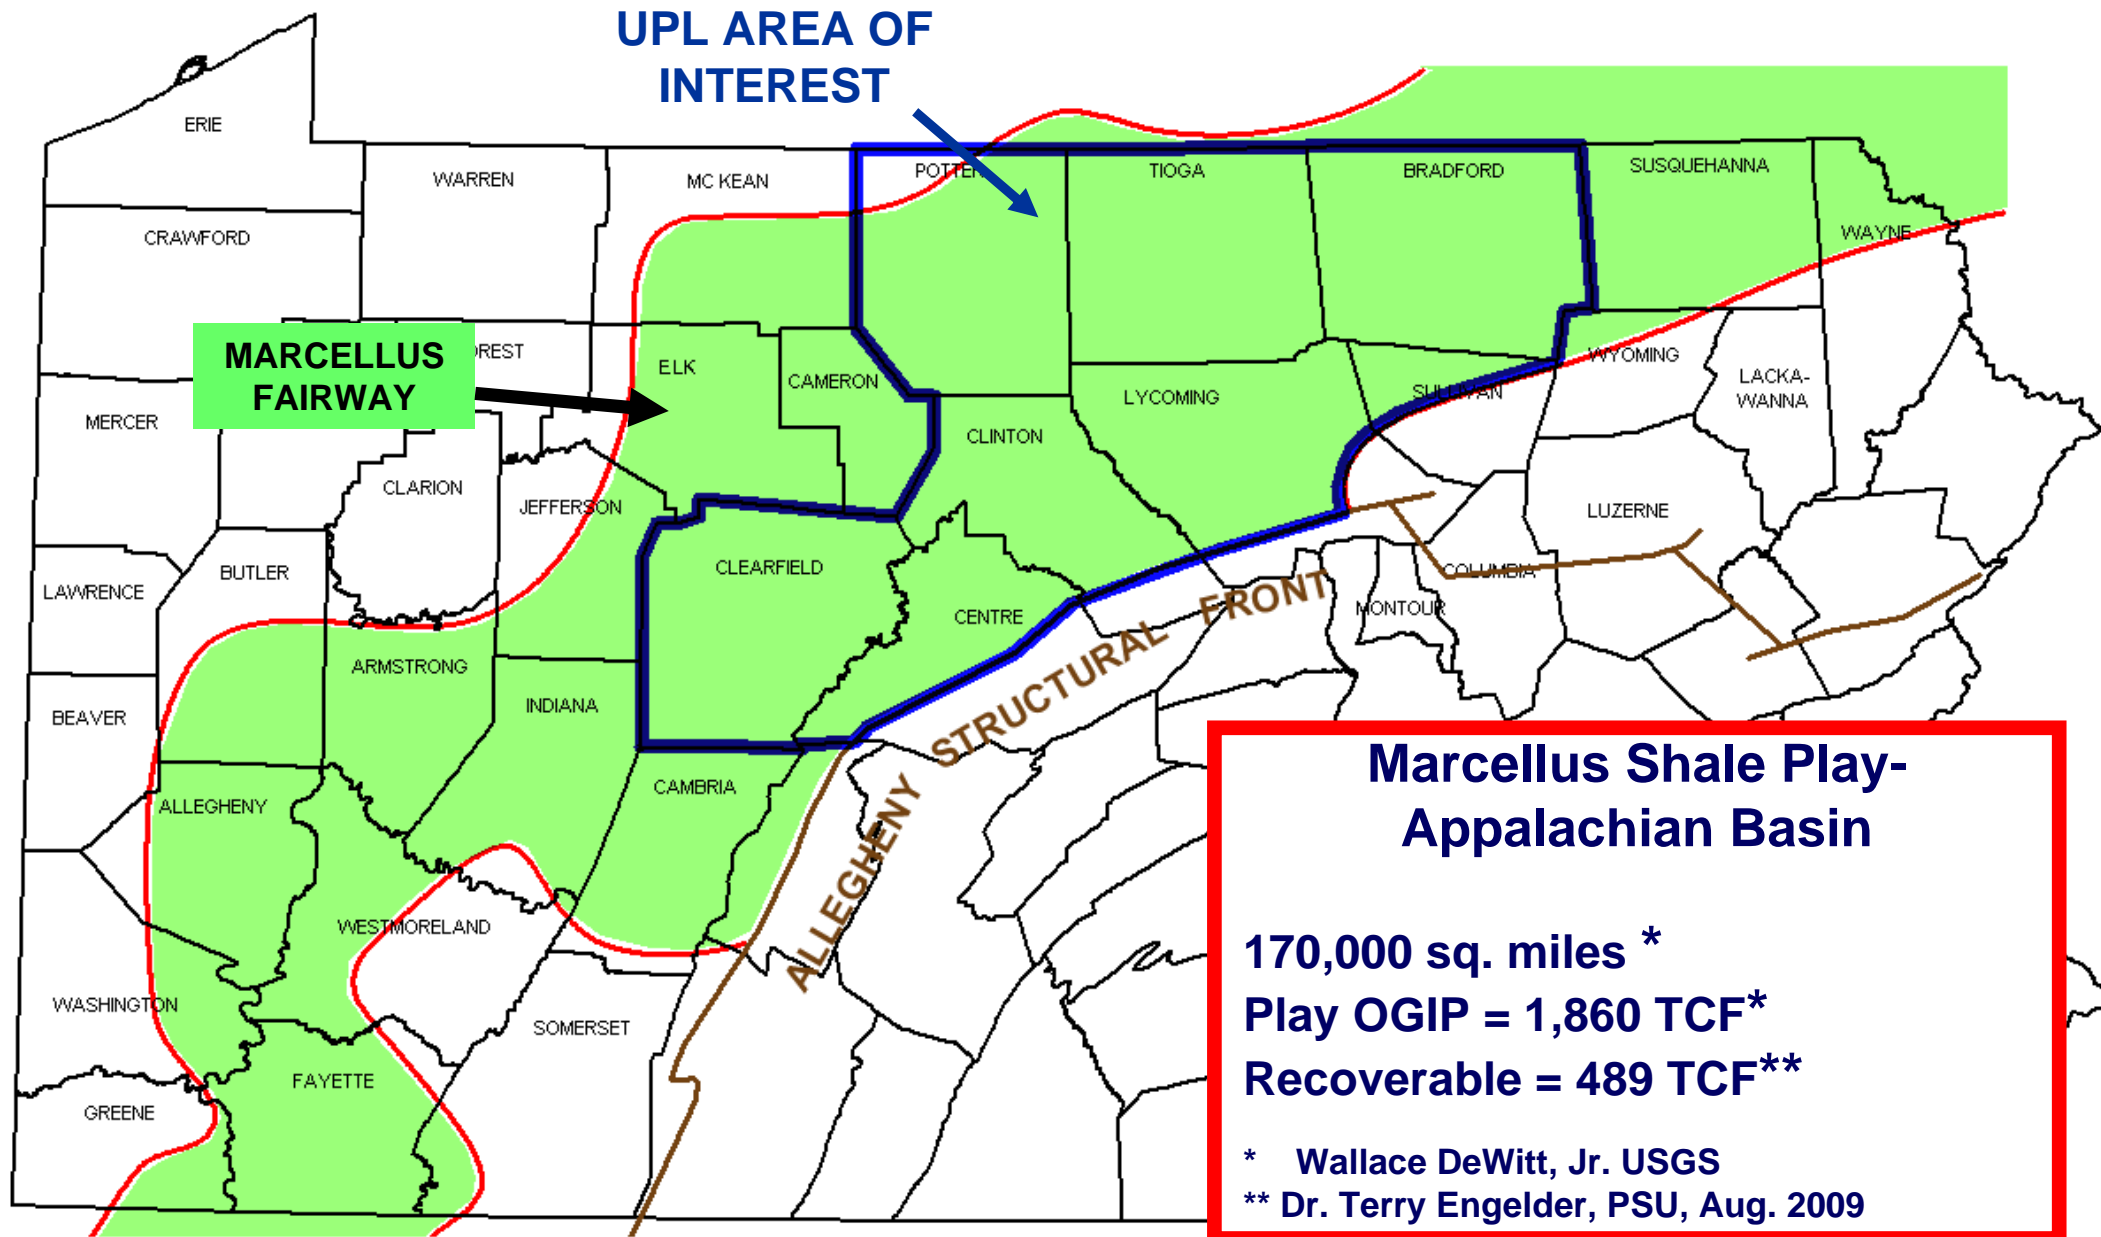 UPL AREA OF
INTEREST
ERIE
WARREN
MC KEAN
POTTER
TIOGA
BRADFORD
SUSQUEHANNA
CRAWFORD
WAYNE
MARCELLUS
FAIRWAY
OREST
ELK
CAMERON
LYCOMING
SULLIVAN
WYOMING
LACKA-
WANNA
MERCER
CLINTON
CLARION
JEFFERSON
LUZERNE
BUTLER
CLEARFIELD
COLUMBIA
LAWRENCE
CENTRE
MONTOUR
ALLEGHENY STRUCTURAL FRONT
ARMSTRONG
BEAVER
INDIANA
CAMBRIA
ALLEGHENY
WESTMORELAND
WASHINGTON
SOMERSET
FAYETTE
GREENE
Marcellus Shale Play-
Appalachian Basin
170,000 sq. miles *
Play OGIP = 1,860 TCF*
Recoverable = 489 TCF**
* Wallace DeWitt, Jr. USGS
** Dr. Terry Engelder, PSU, Aug. 2009